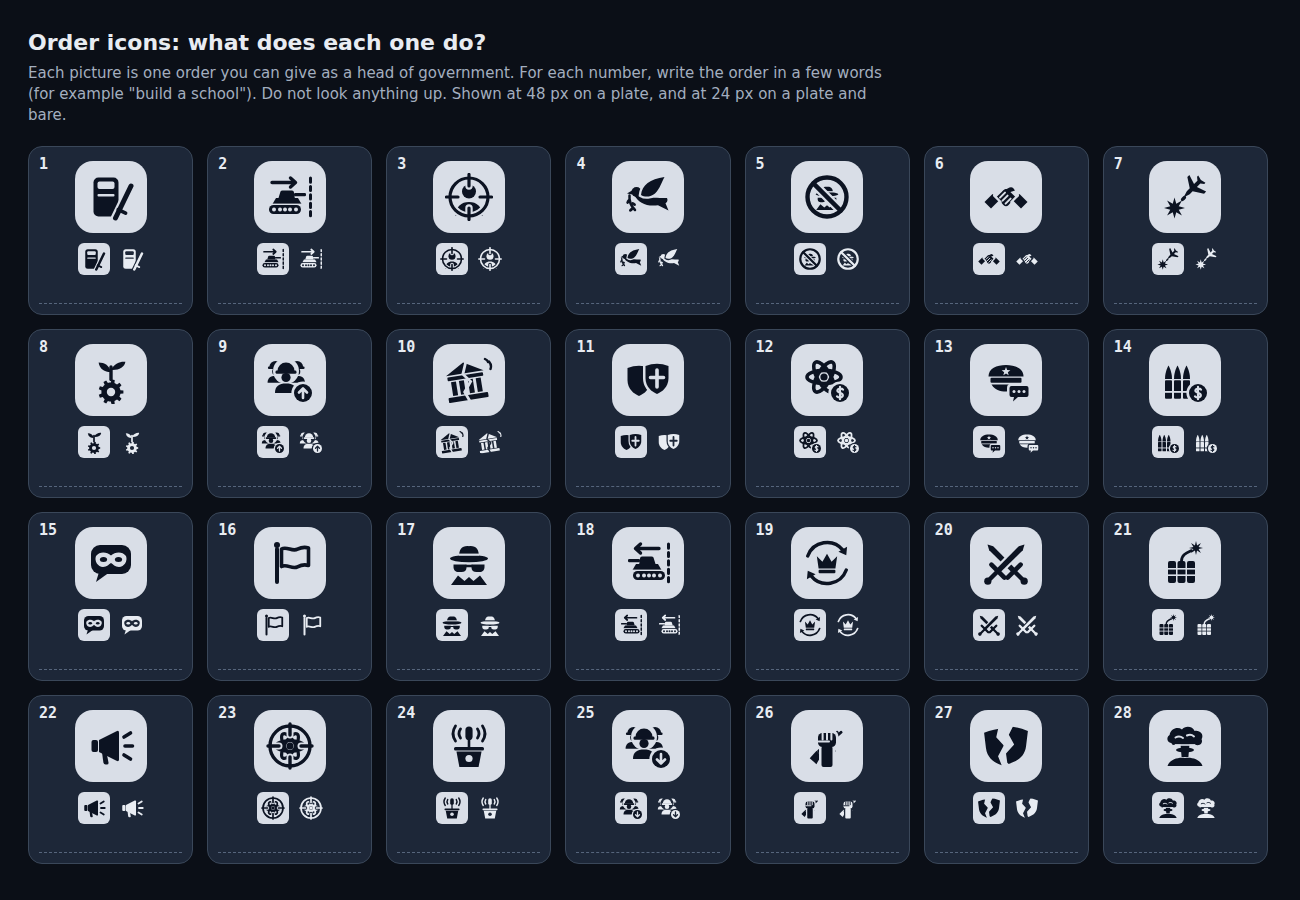 Order icons: what does each one do?
Each picture is one order you can give as a head of government. For each number, write the order in a few words
(for example "build a school"). Do not look anything up. Shown at 48 px on a plate, and at 24 px on a plate and
bare.
1 2 3 4 5 6 7
8 9 10 11 12 13 14
15 16 17 18 19 20 21
22 23 24 25 26 27 28